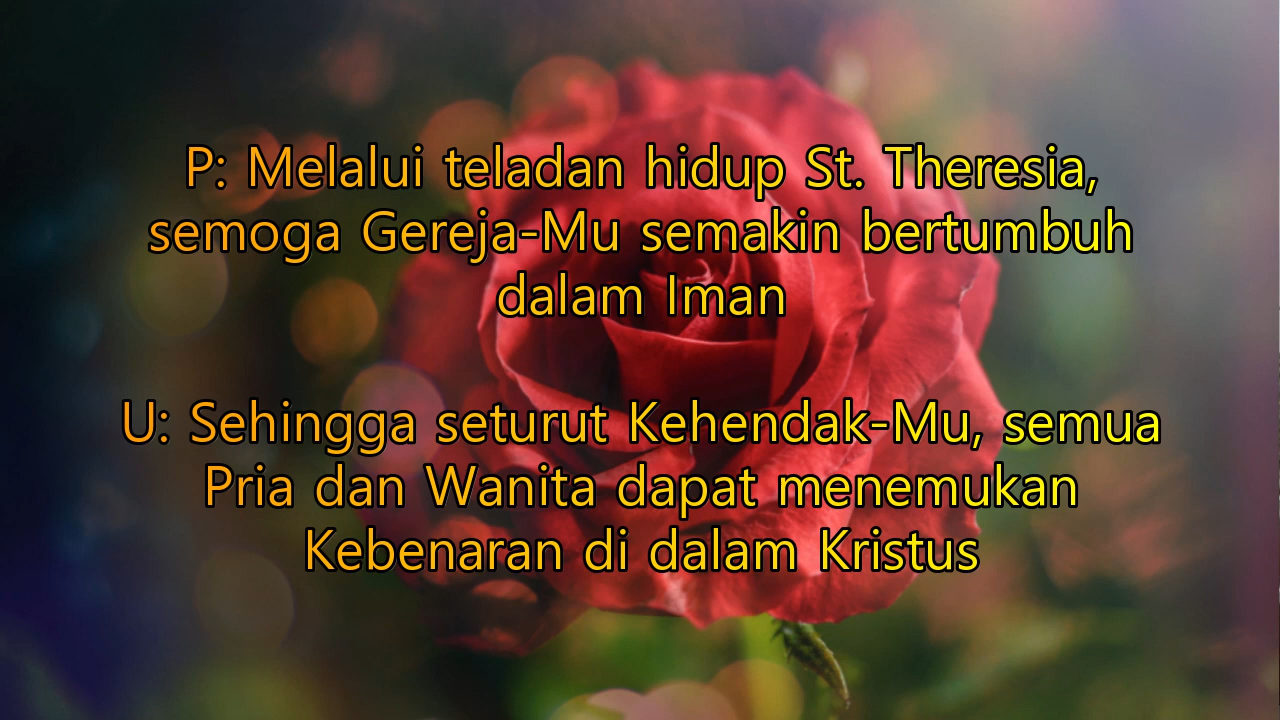 P: Melalui teladan hidup St. Theresia,
semoga Gereja-Mu semakin bertumbuh
dalam Iman
U: Sehingga seturut Kehendak-Mu, semua
Pria dan Wanita dapat menemukan
Kebenaran di dalam Kristus